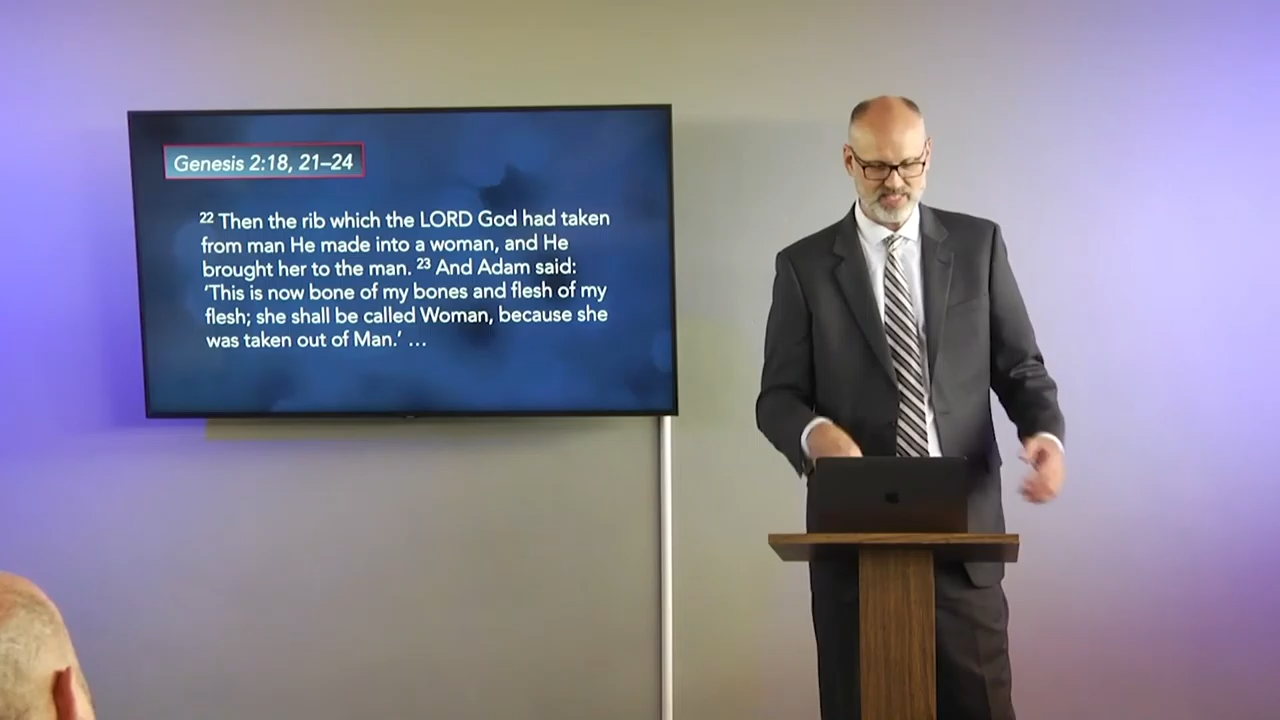 Genesis 2:18, 21–24
22 Then the rib which the LORD God had taken
from man He made into a woman, and He
brought her to the man. 23 And Adam said:
‘This is now bone of my bones and flesh of my
flesh; she shall be called Woman, because she
was taken out of Man.’ …